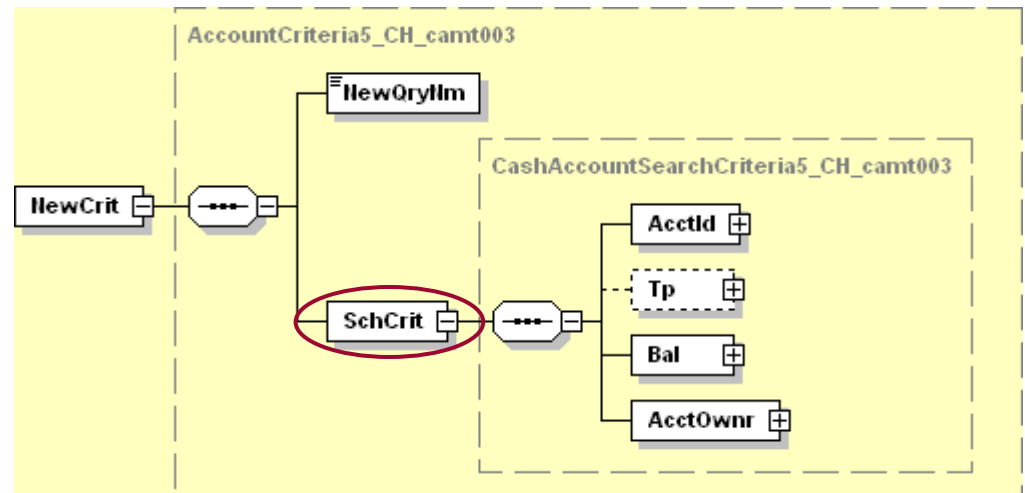 AccountCriteria5_CH_camt003
NewQryNm
CashAccountSearchCriteria5_CH_camt003
NewCrit
AcctId
Tp
SchCrit
Bal
AcctOwnr